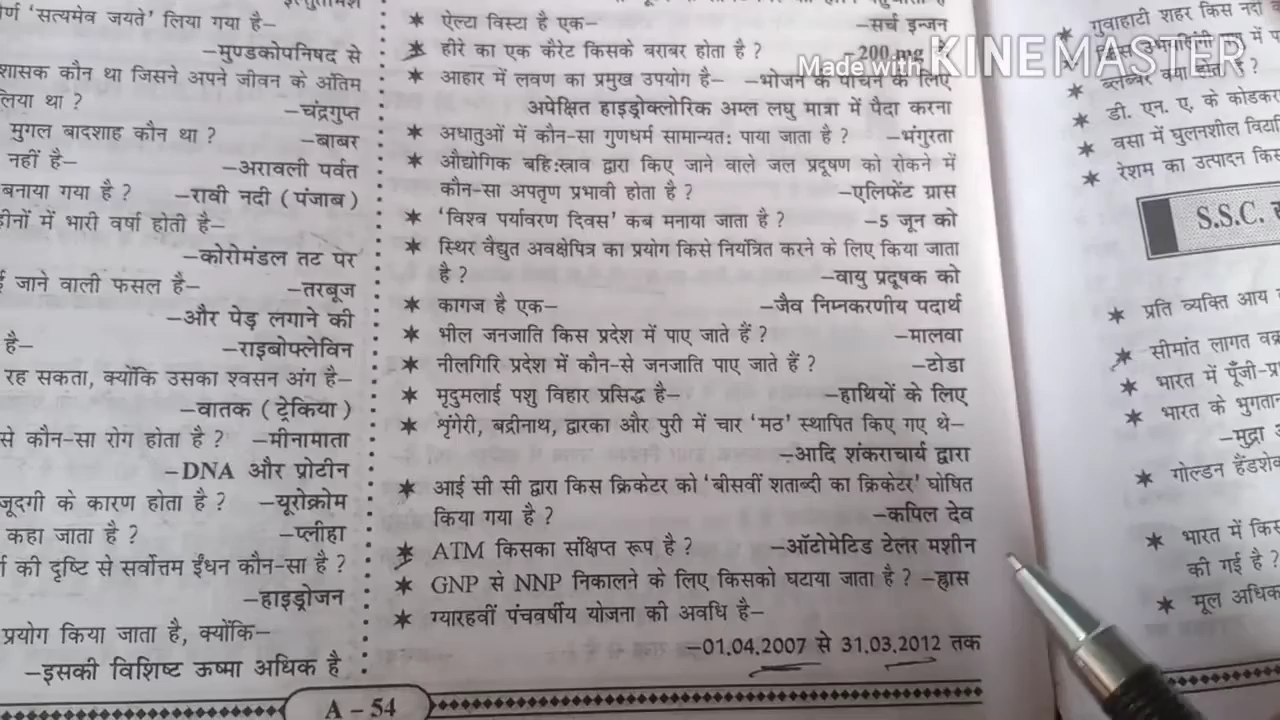 र्ण 'सत्यमेव जयते' लिया गया है–
–मुण्डकोपनिषद से
शासक कौन था जिसने अपने जीवन के अंतिम
लिया था ?
–चंद्रगुप्त
मुगल बादशाह कौन था ?
–बाबर
नहीं है–
–अरावली पर्वत
बनाया गया है ?
–रावी नदी (पंजाब)
हीनों में भारी वर्षा होती है–
–कोरोमंडल तट पर
ई जाने वाली फसल है–
–तरबूज
–और पेड़ लगाने की
है–
–राइबोफ्लेविन
रह सकता, क्योंकि उसका श्वसन अंग है–
–वातक (ट्रेकिया)
से कौन-सा रोग होता है ? –मीनामाता
–DNA और प्रोटीन
जूदगी के कारण होता है ? –यूरोक्रोम
कहा जाता है ?
–प्लीहा
की दृष्टि से सर्वोत्तम ईंधन कौन-सा है ?
–हाइड्रोजन
प्रयोग किया जाता है, क्योंकि–
–इसकी विशिष्ट ऊष्मा अधिक है
★ ऐल्टा विस्टा है एक– –सर्च इन्जन
★ हीरे का एक कैरेट किसके बराबर होता है ? –200 mg
★ आहार में लवण का प्रमुख उपयोग है– –भोजन के पाचन के लिए
अपेक्षित हाइड्रोक्लोरिक अम्ल लघु मात्रा में पैदा करना
★ अधातुओं में कौन-सा गुणधर्म सामान्यत: पाया जाता है ? –भंगुरता
★ औद्योगिक बहि:स्राव द्वारा किए जाने वाले जल प्रदूषण को रोकने में
कौन-सा अपतृण प्रभावी होता है ? –एलिफेंट ग्रास
★ 'विश्व पर्यावरण दिवस' कब मनाया जाता है ? –5 जून को
★ स्थिर वैद्युत अवक्षेपित्र का प्रयोग किसे नियंत्रित करने के लिए किया जाता
है ? –वायु प्रदूषक को
★ कागज है एक– –जैव निम्नकरणीय पदार्थ
★ भील जनजाति किस प्रदेश में पाए जाते हैं ? –मालवा
★ नीलगिरि प्रदेश में कौन-से जनजाति पाए जाते हैं ? –टोडा
★ मृदुमलाई पशु विहार प्रसिद्ध है– –हाथियों के लिए
★ शृंगेरी, बद्रीनाथ, द्वारका और पुरी में चार 'मठ' स्थापित किए गए थे–
–आदि शंकराचार्य द्वारा
★ आई सी सी द्वारा किस क्रिकेटर को 'बीसवीं शताब्दी का क्रिकेटर' घोषित
किया गया है ? –कपिल देव
★ ATM किसका संक्षिप्त रूप है ? –ऑटोमेटिड टेलर मशीन
★ GNP से NNP निकालने के लिए किसको घटाया जाता है ? –ह्रास
★ ग्यारहवीं पंचवर्षीय योजना की अवधि है–
–01.04.2007 से 31.03.2012 तक
A – 54
Made with KINEMASTER
★ गुवाहाटी शहर किस नदी
★ ब्लब्बर क्या होता है ?
★ डी. एन. ए. के कोडकर
★ वसा में घुलनशील
★ रेशम का उत्पादन किस
S.S.C.
★ प्रति व्यक्ति आय
★ सीमांत लागत वक्र
★ भारत में पूँजी-प्र
★ भारत के भुगतान
–मुद्रा
★ गोल्डन हैंडशेक
★ भारत में किस
की गई है ?
★ मूल अधिक